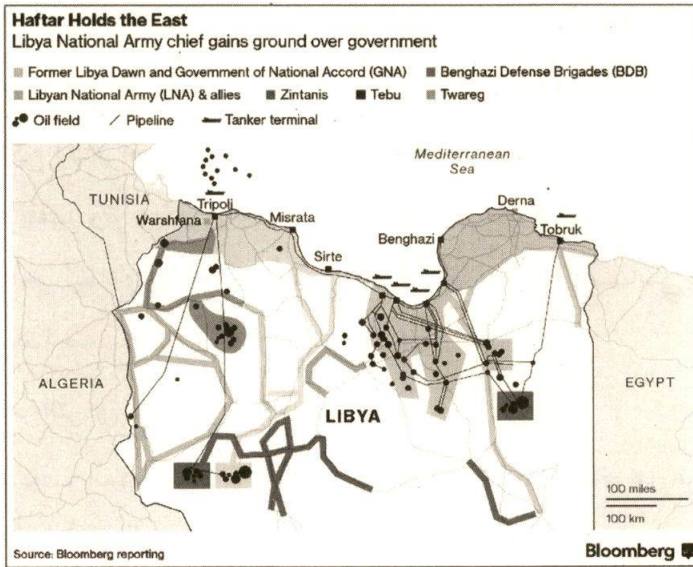 Haftar Holds the East
Libya National Army chief gains ground over government
Former Libya Dawn and Government of National Accord (GNA) Benghazi Defense Brigades (BDB)
Libyan National Army (LNA) & allies Zintanis Tebu Twareg
Oil field Pipeline Tanker terminal
Mediterranean
Sea
TUNISIA
Tripoli
Warshfana
Misrata
Sirte
Benghazi
Derna
Tobruk
ALGERIA
LIBYA
EGYPT
100 miles
100 km
Source: Bloomberg reporting
Bloomberg